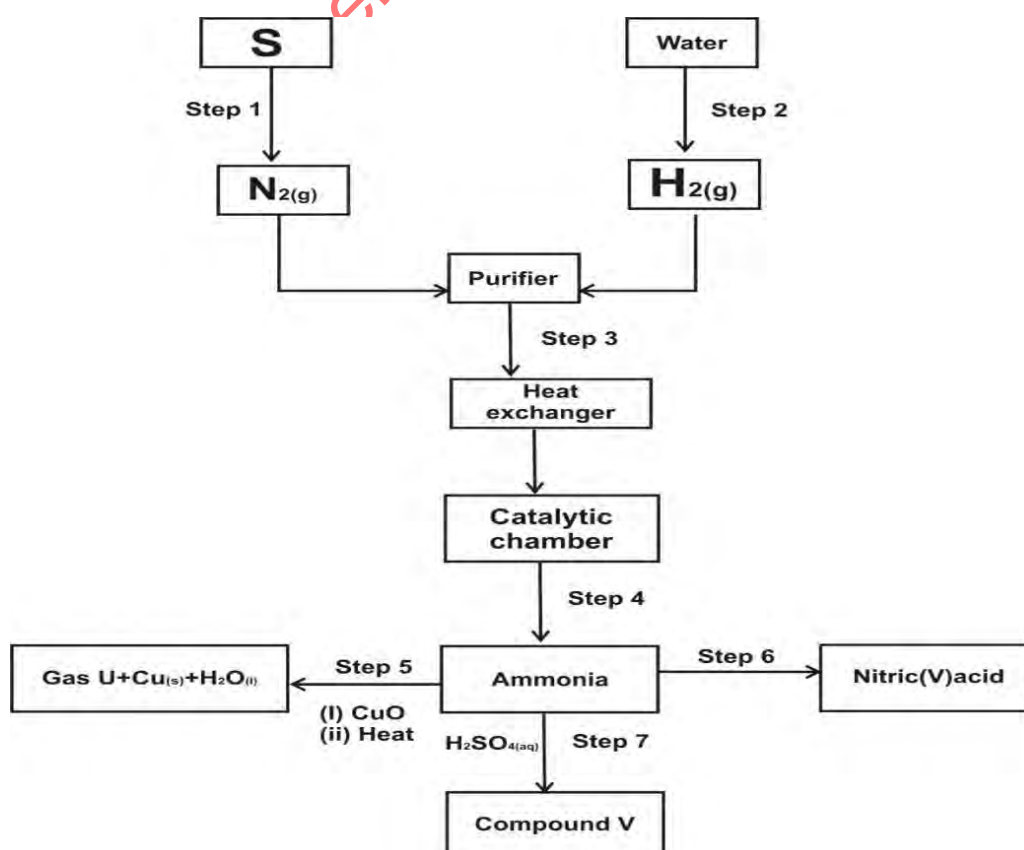 S
Water
Step 1
Step 2
N2(g)
H2(g)
Purifier
Step 3
Heat
exchanger
Catalytic
chamber
Step 4
Gas U+Cu(s)+H2O(l)
Step 5
(I) CuO
(ii) Heat
Ammonia
Step 6
Nitric(V)acid
H2SO4(aq)
Step 7
Compound V